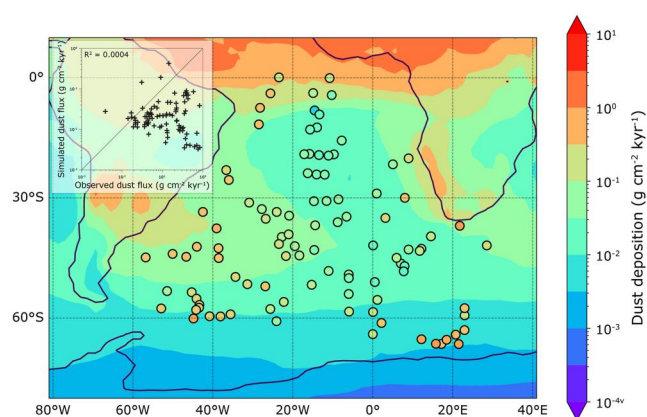 R² = 0.0004
Simulated dust flux (g cm⁻² kyr⁻¹)
Observed dust flux (g cm⁻² kyr⁻¹)
0°
30°S
60°S
80°W
60°W
40°W
20°W
0°
20°E
40°E
10¹
10⁰
10⁻¹
10⁻²
10⁻³
10⁻⁴v
Dust deposition (g cm⁻² kyr⁻¹)